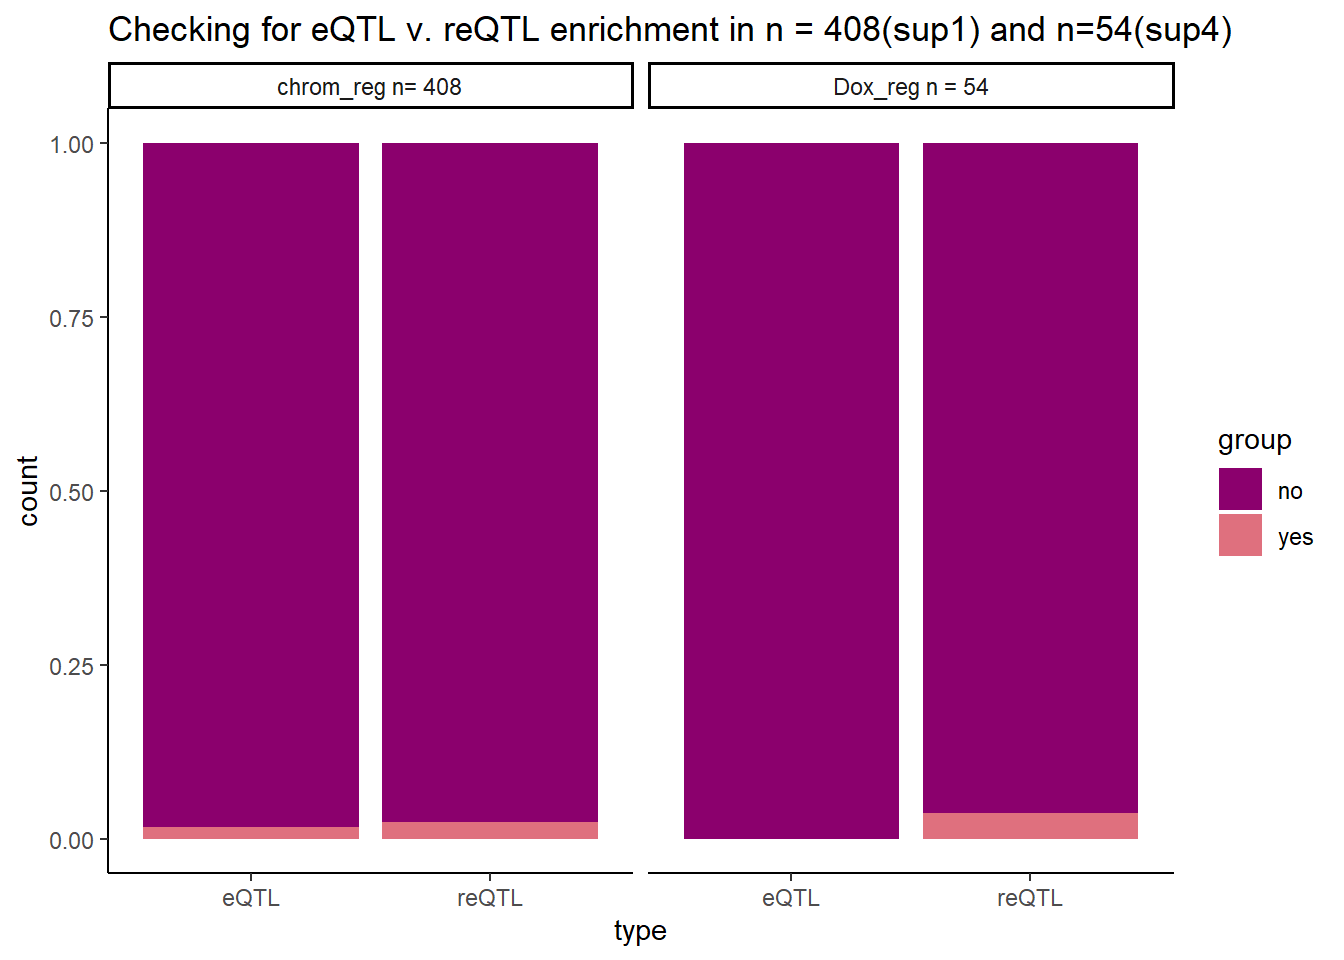 Checking for eQTL v. reQTL enrichment in n = 408(sup1) and n=54(sup4)
chrom_reg n= 408
Dox_reg n = 54
1.00
0.75
0.50
0.25
0.00
count
eQTL
reQTL
eQTL
reQTL
type
group
no
yes